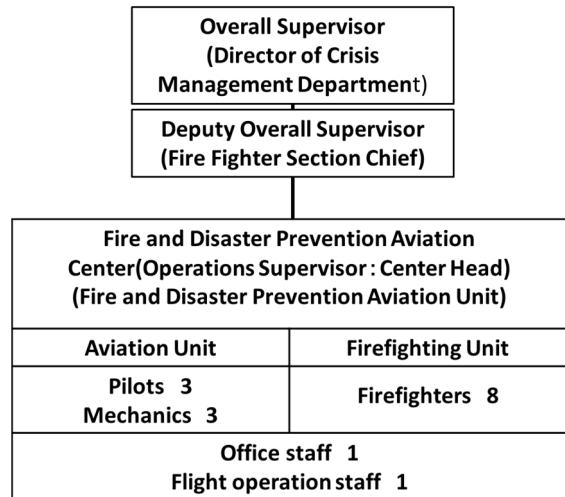 Overall Supervisor
(Director of Crisis
Management Department)
Deputy Overall Supervisor
(Fire Fighter Section Chief)
Fire and Disaster Prevention Aviation
Center(Operations Supervisor : Center Head)
(Fire and Disaster Prevention Aviation Unit)
Aviation Unit
Firefighting Unit
Pilots 3
Mechanics 3
Firefighters 8
Office staff 1
Flight operation staff 1